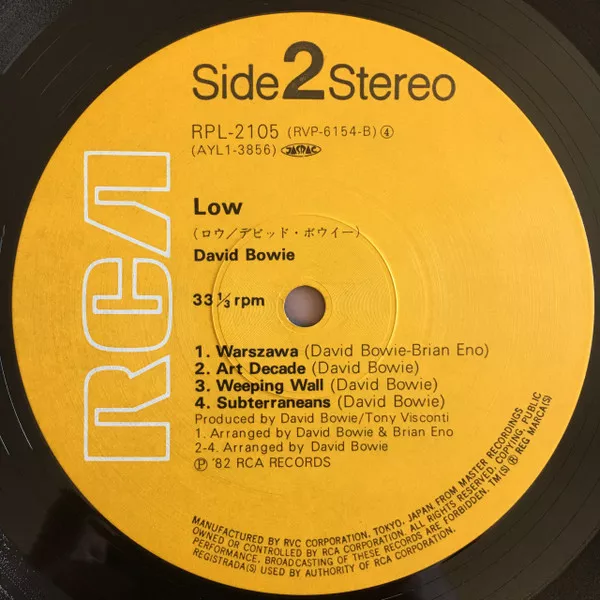 Side 2 Stereo
RPL-2105 (RVP-6154-B) ④
(AYL1-3856) JASRAC
RCA
Low
(ロウ/デビッド・ボウイー)
David Bowie
33 1/3 rpm
1. Warszawa (David Bowie-Brian Eno)
2. Art Decade (David Bowie)
3. Weeping Wall (David Bowie)
4. Subterraneans (David Bowie)
Produced by David Bowie/Tony Visconti
1. Arranged by David Bowie & Brian Eno
2-4. Arranged by David Bowie
Ⓟ '82 RCA RECORDS
MANUFACTURED BY RVC CORPORATION, TOKYO, JAPAN FROM MASTER RECORDINGS
OWNED OR CONTROLLED BY RCA CORPORATION. ALL RIGHTS RESERVED. COPYING, PUBLIC
PERFORMANCE, BROADCASTING OF THESE RECORDS ARE FORBIDDEN. TM(S) ® REG MARCA(S)
REGISTRADA(S) USED BY AUTHORITY OF RCA CORPORATION.